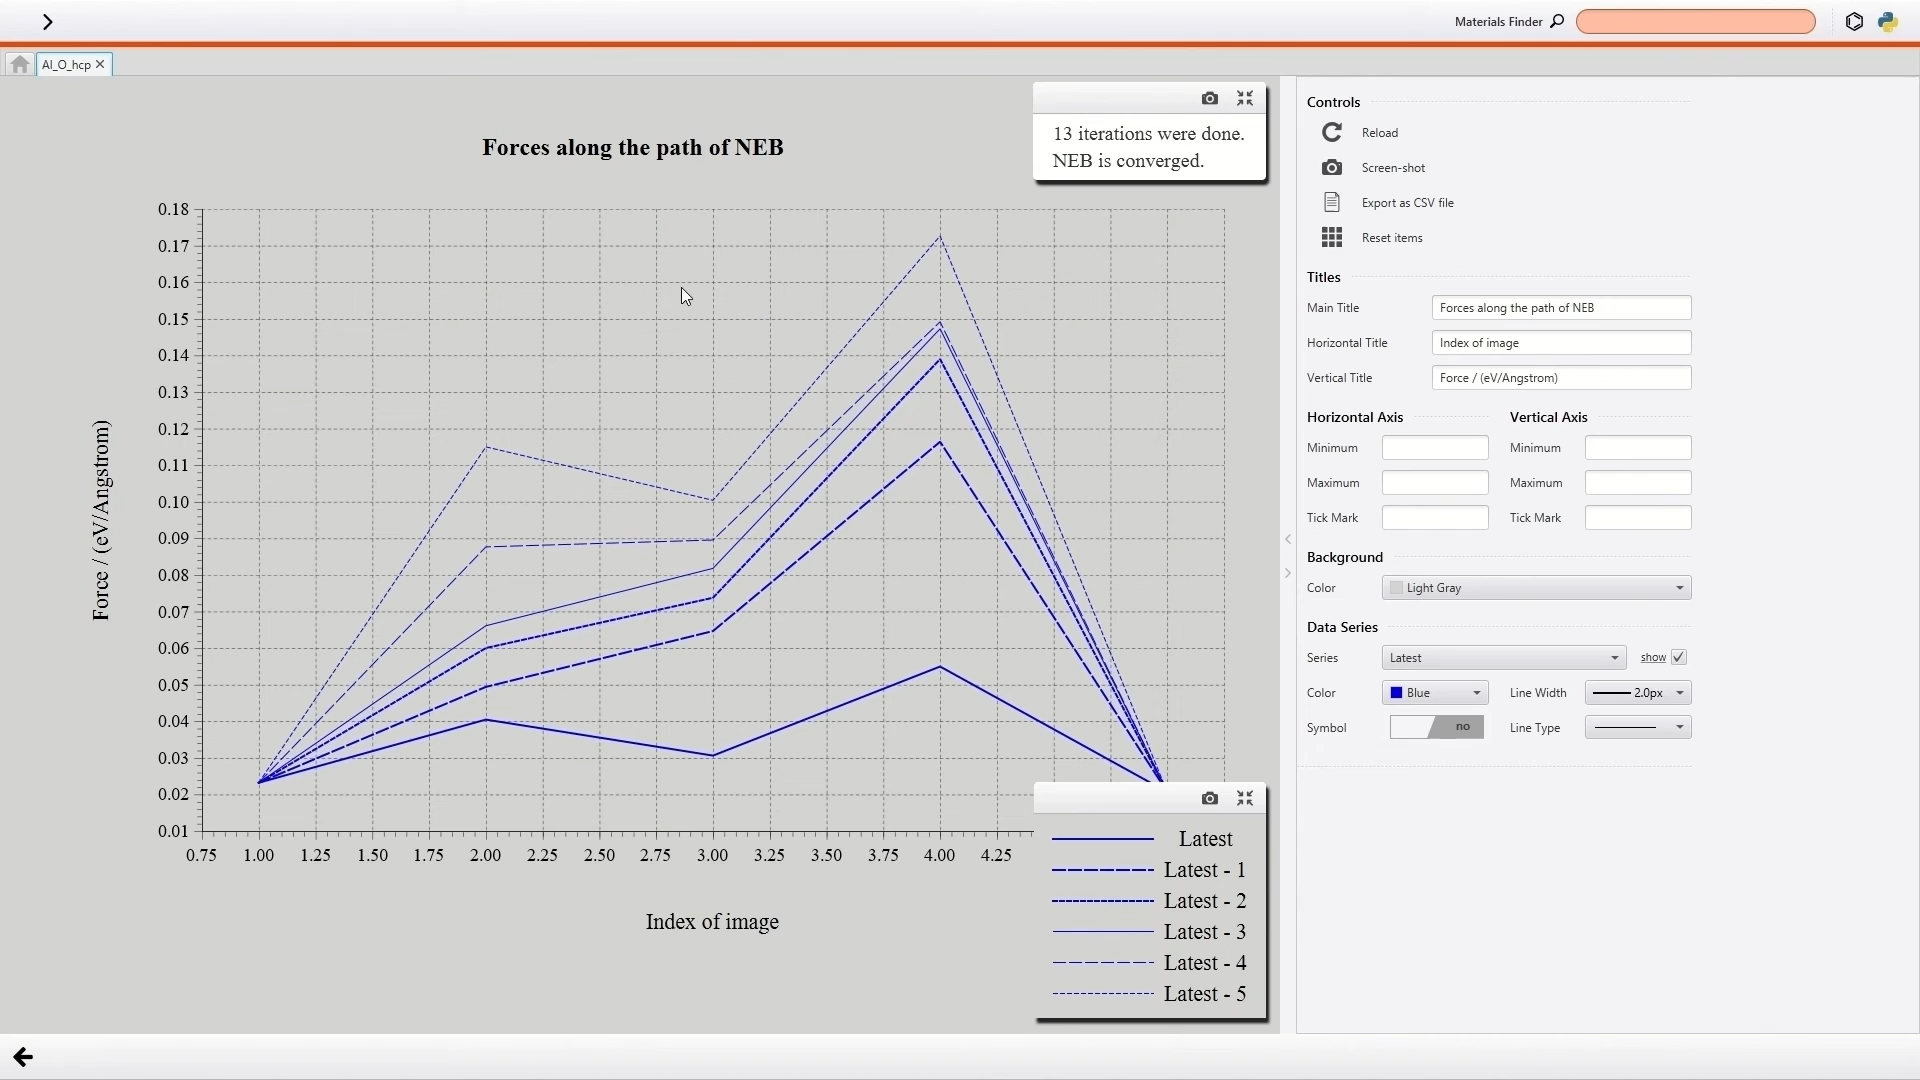 Materials Finder
Al_O_hcp
13 iterations were done.
NEB is converged.
Forces along the path of NEB
0.18
0.17
0.16
0.15
0.14
0.13
0.12
0.11
0.10
0.09
0.08
0.07
0.06
0.05
0.04
0.03
0.02
0.01
Force / (eV/Angstrom)
0.75 1.00 1.25 1.50 1.75 2.00 2.25 2.50 2.75 3.00 3.25 3.50 3.75 4.00 4.25
Index of image
Latest
Latest - 1
Latest - 2
Latest - 3
Latest - 4
Latest - 5
Controls
Reload
Screen-shot
Export as CSV file
Reset items
Titles
Main Title Forces along the path of NEB
Horizontal Title Index of image
Vertical Title Force / (eV/Angstrom)
Horizontal Axis Vertical Axis
Minimum Minimum
Maximum Maximum
Tick Mark Tick Mark
Background
Color Light Gray
Data Series
Series Latest show
Color Blue Line Width 2.0px
Symbol no Line Type